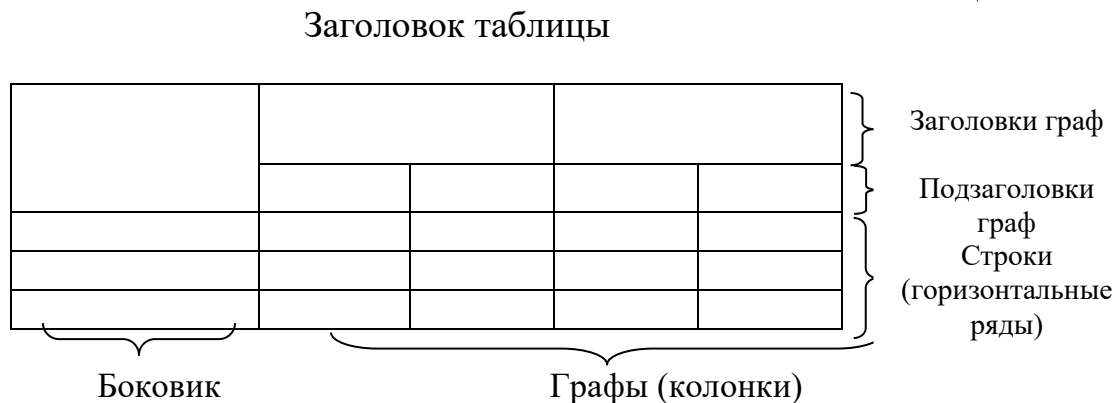 Заголовок таблицы
Заголовки граф
Подзаголовки
граф
Строки
(горизонтальные
ряды)
Боковик
Графы (колонки)